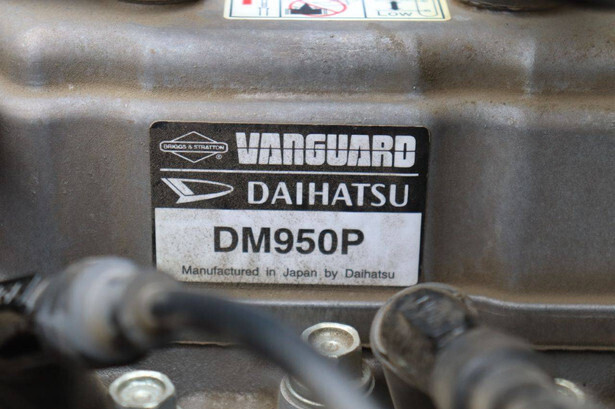 LOW
BRIGGS & STRATTON
VANGUARD
DAIHATSU
DM950P
Manufactured in Japan by Daihatsu